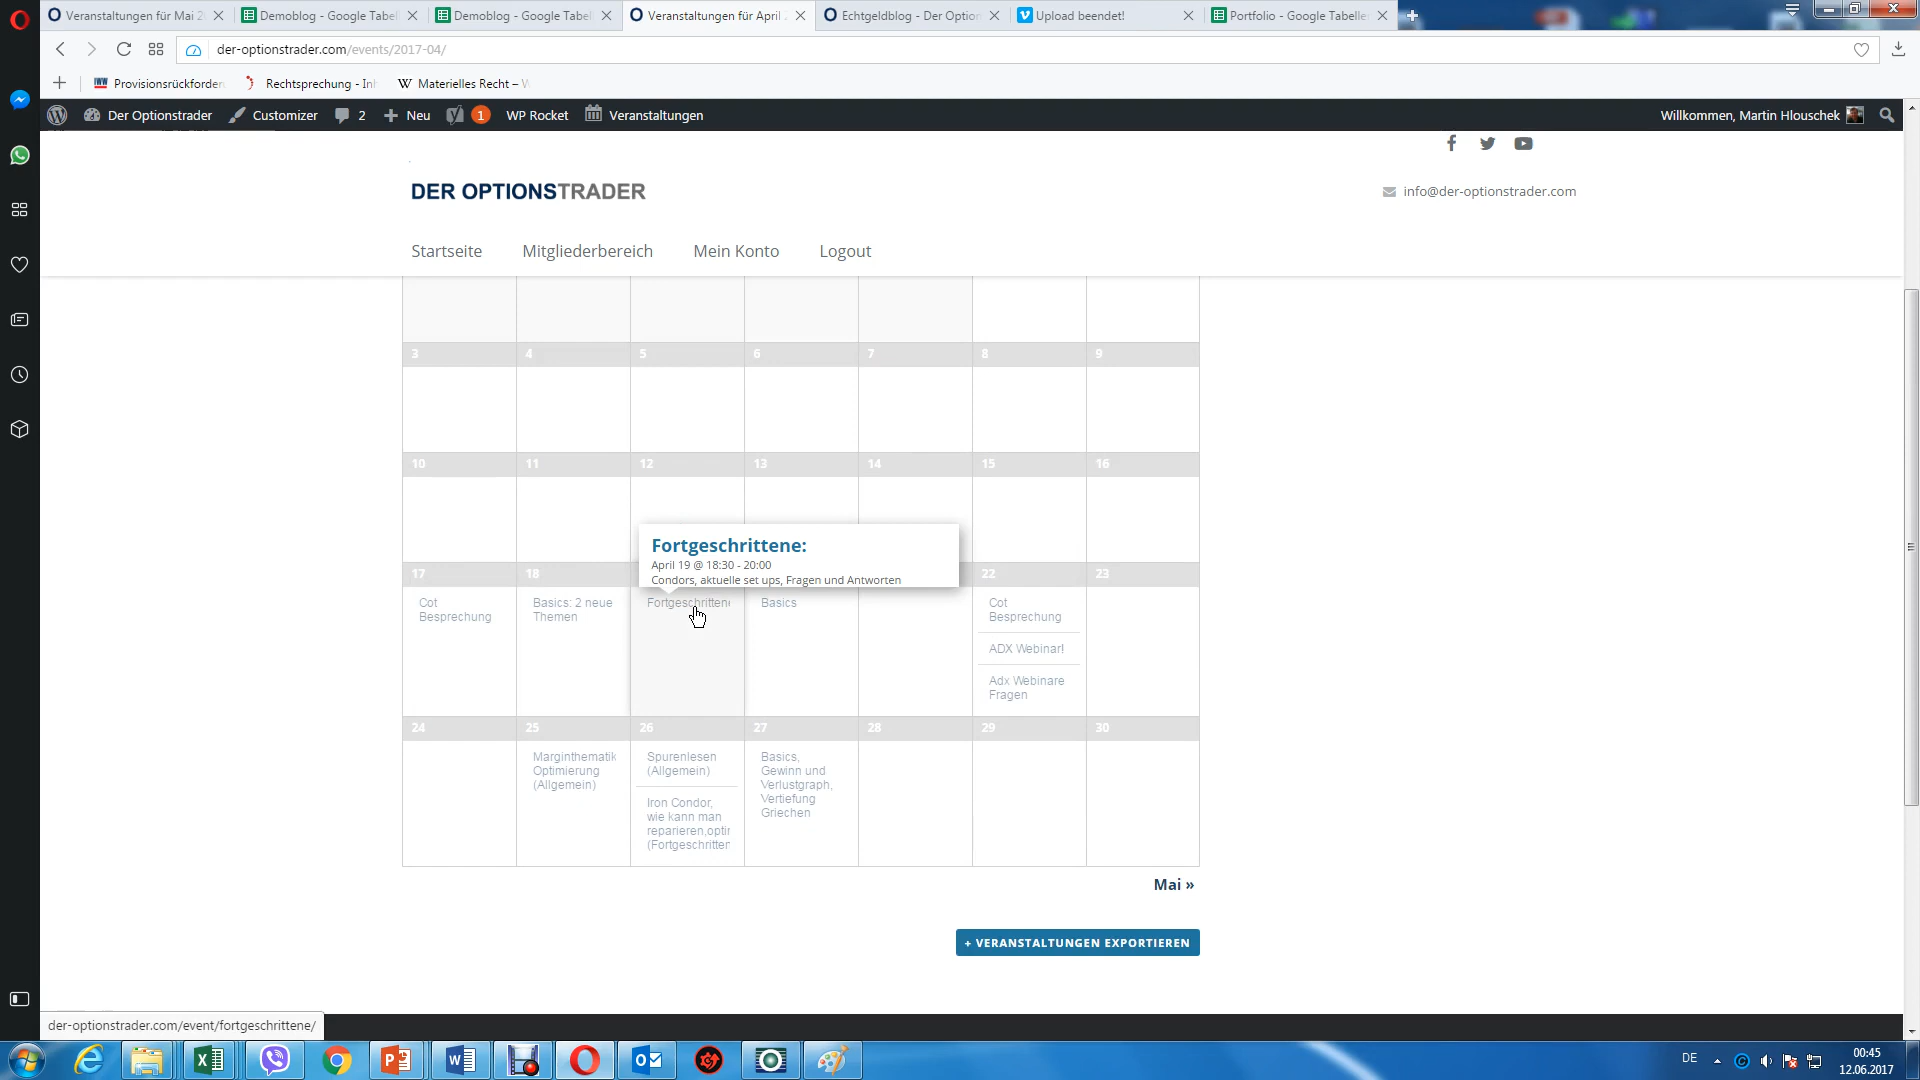 Veranstaltungen für Mai 2
Demoblog - Google Tabel
Demoblog - Google Tabel
Veranstaltungen für April 2
Echtgeldblog - Der Option
Upload beendet!
Portfolio - Google Tabelle
der-optionstrader.com/events/2017-04/
Provisionsrückforder
Rechtsprechung - Inh
Materielles Recht – W
Der Optionstrader
Customizer
2
Neu
1
WP Rocket
Veranstaltungen
Willkommen, Martin Hlouschek
DER OPTIONSTRADER
info@der-optionstrader.com
Startseite
Mitgliederbereich
Mein Konto
Logout
3 4 5 6 7 8 9
10 11 12 13 14 15 16
Fortgeschrittene:
April 19 @ 18:30 - 20:00
Condors, aktuelle set ups, Fragen und Antworten
17 18 22 23
Cot
Besprechung
Basics: 2 neue
Themen
Fortgeschrittene
Basics
Cot
Besprechung
ADX Webinar!
Adx Webinare
Fragen
24 25 26 27 28 29 30
Marginthematik
Optimierung
(Allgemein)
Spurenlesen
(Allgemein)
Iron Condor,
wie kann man
reparieren,optir
(Fortgeschritten
Basics,
Gewinn und
Verlustgraph,
Vertiefung
Griechen
Mai »
+ VERANSTALTUNGEN EXPORTIEREN
der-optionstrader.com/event/fortgeschrittene/
DE
00:45
12.06.2017